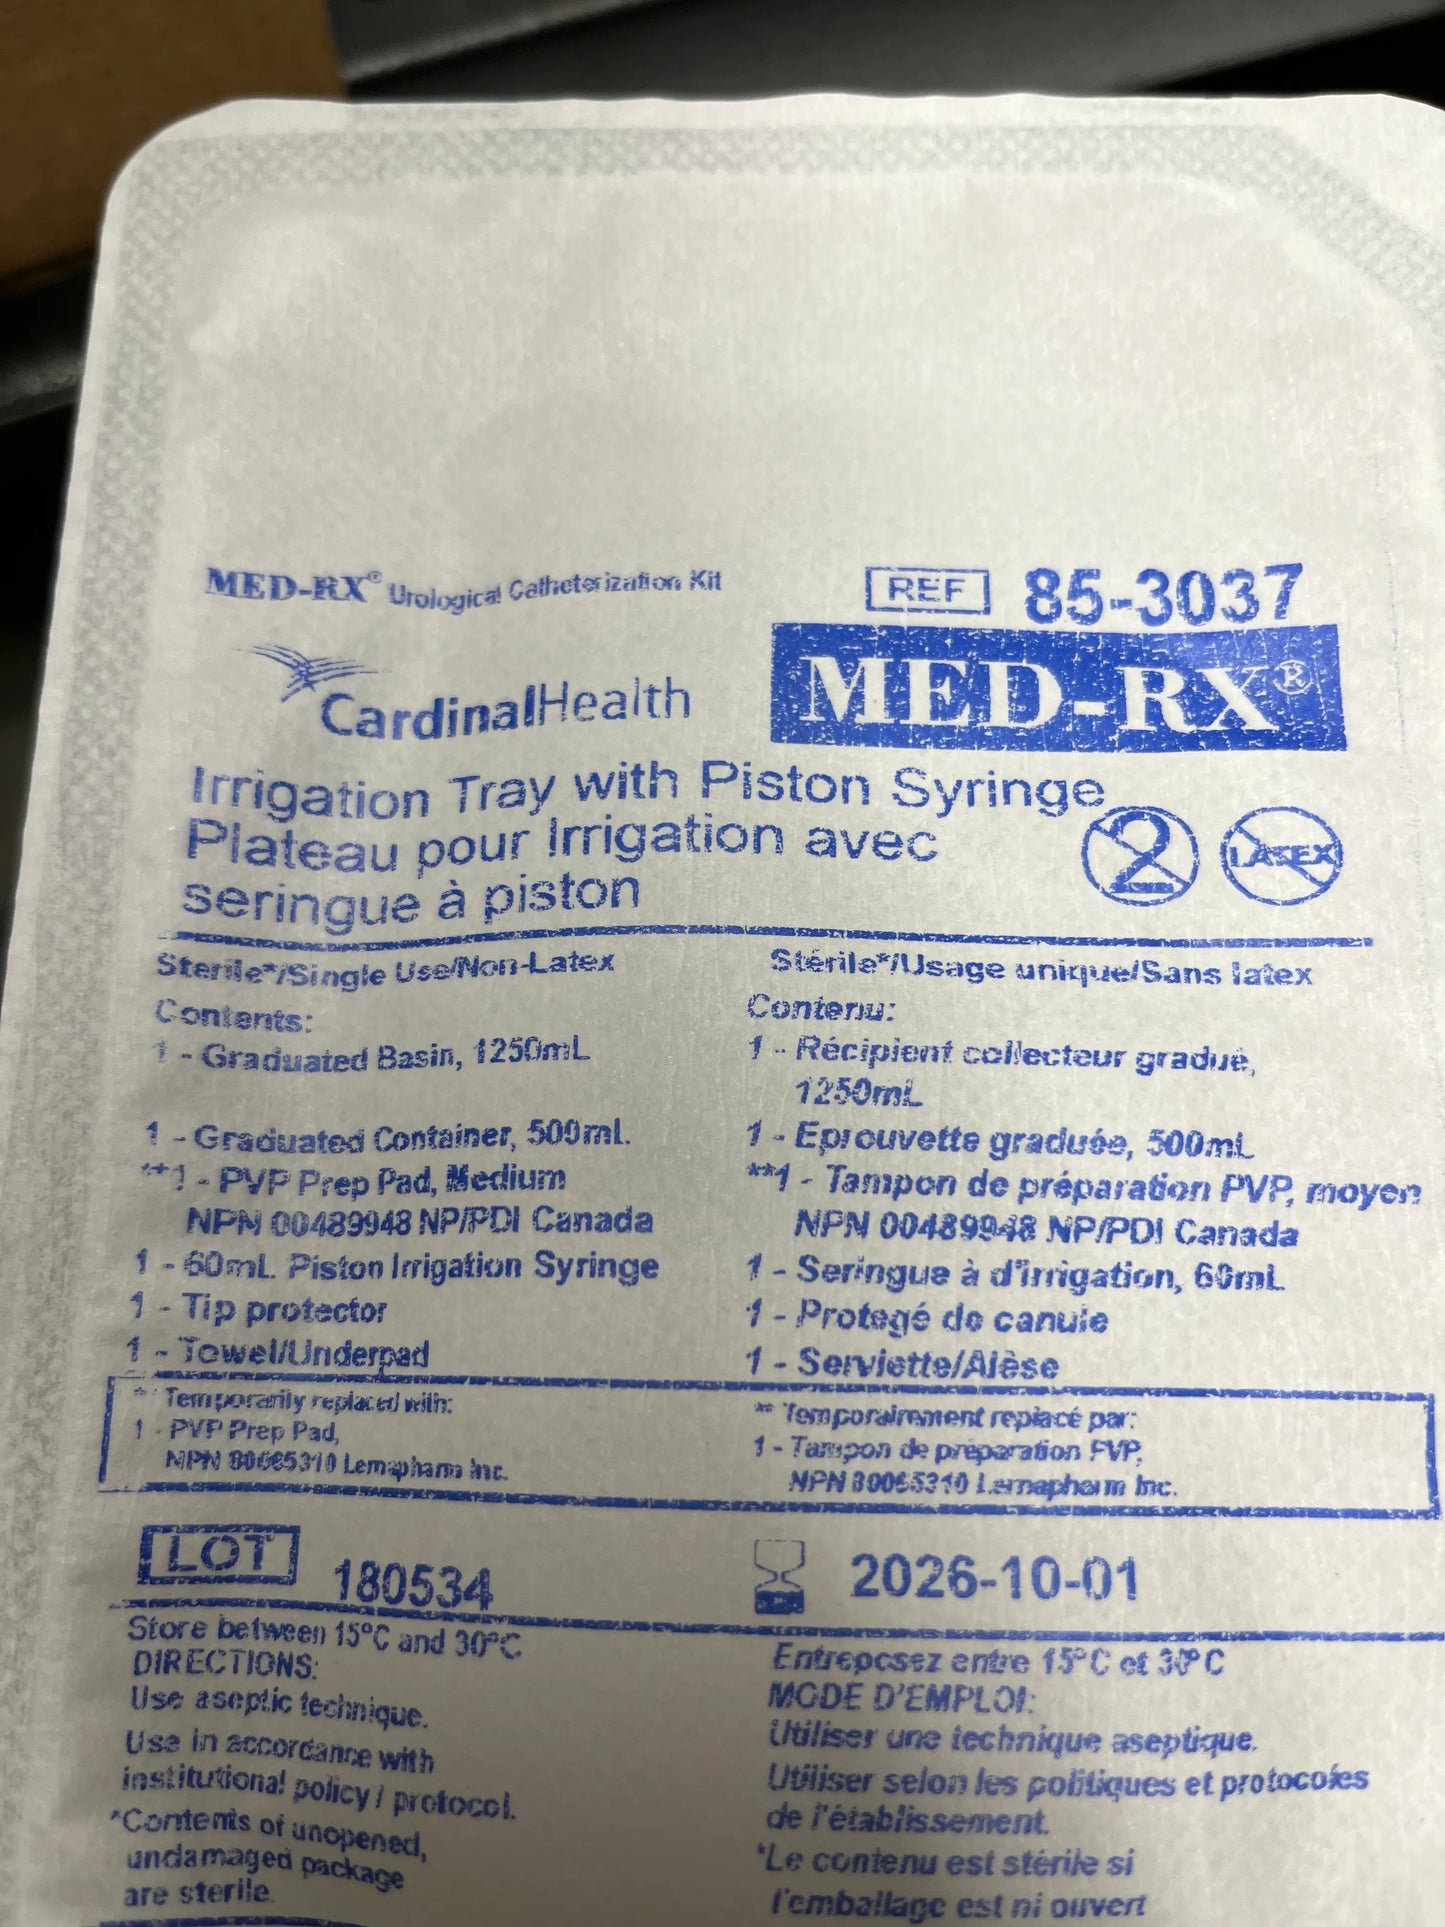 MED-RX® Urological Catheterization Kit
REF 85-3037
CardinalHealth
MED-RX®
Irrigation Tray with Piston Syringe
Plateau pour Irrigation avec
seringue à piston
2
LATEX
Sterile*/Single Use/Non-Latex
Contents:
1 - Graduated Basin, 1250mL
1 - Graduated Container, 500mL
**1 - PVP Prep Pad, Medium
NPN 00489948 NP/PDI Canada
1 - 60mL Piston Irrigation Syringe
1 - Tip protector
1 - Towel/Underpad
Stérile*/Usage unique/Sans latex
Contenu:
1 - Récipient collecteur gradué,
1250mL
1 - Eprouvette graduée, 500mL
**1 - Tampon de préparation PVP, moyen
NPN 00489948 NP/PDI Canada
1 - Seringue à d'irrigation, 60mL
1 - Protegé de canule
1 - Serviette/Alèse
** Temporarily replaced with:
1 - PVP Prep Pad,
NPN 80065310 Lernapharm Inc.
** Temporairement replacé par:
1 - Tampon de préparation PVP,
NPN 80065310 Lernapharm Inc.
LOT 180534
2026-10-01
Store between 15°C and 30°C
DIRECTIONS:
Use aseptic technique.
Use in accordance with
institutional policy / protocol.
*Contents of unopened,
undamaged package
are sterile.
Entreposez entre 15°C et 30°C
MODE D'EMPLOI:
Utiliser une technique aseptique.
Utiliser selon les politiques et protocoles
de l'établissement.
*Le contenu est stérile si
l'emballage est ni ouvert